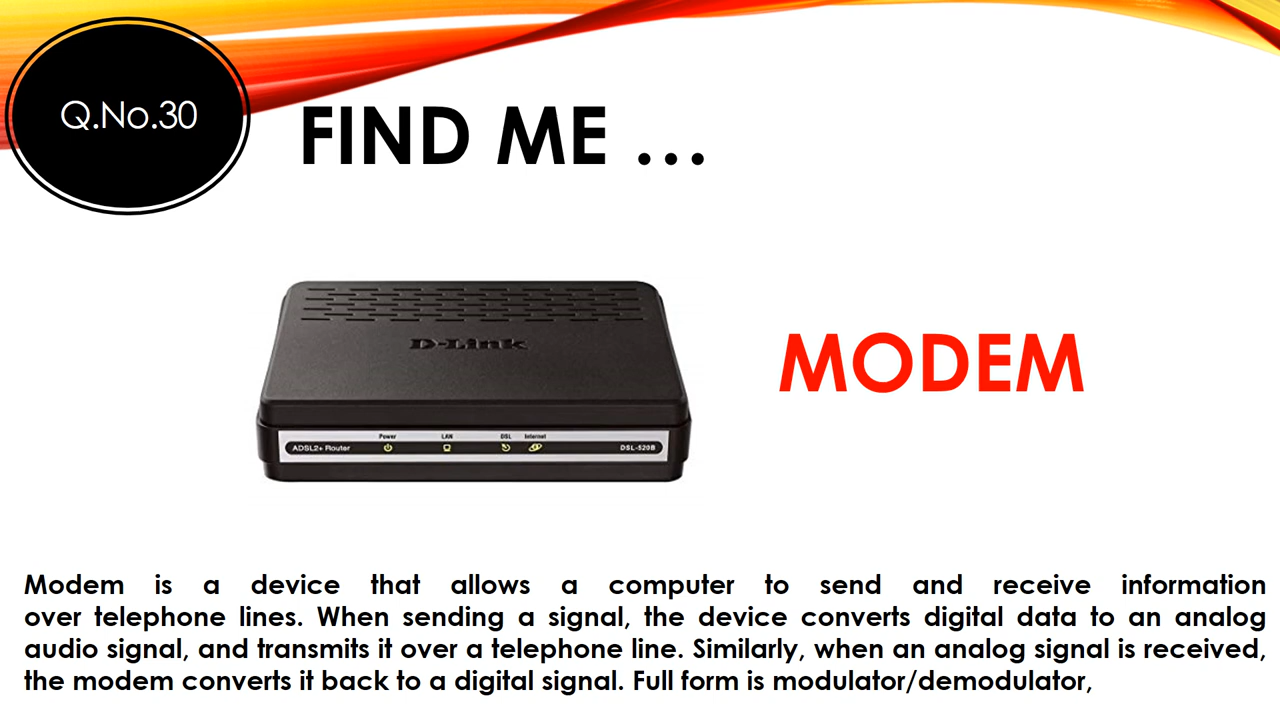 Q.No.30
FIND ME ...
D-Link
Power LAN DSL Internet
ADSL2+ Router DSL-520B
MODEM
Modem is a device that allows a computer to send and receive information
over telephone lines. When sending a signal, the device converts digital data to an analog
audio signal, and transmits it over a telephone line. Similarly, when an analog signal is received,
the modem converts it back to a digital signal. Full form is modulator/demodulator,